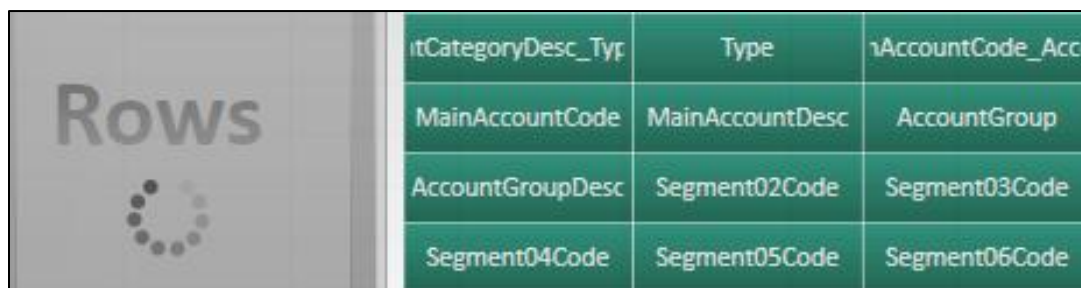 Rows
tCategoryDesc_Typ Type AccountCode_Acc
MainAccountCode MainAccountDesc AccountGroup
AccountGroupDesc Segment02Code Segment03Code
Segment04Code Segment05Code Segment06Code